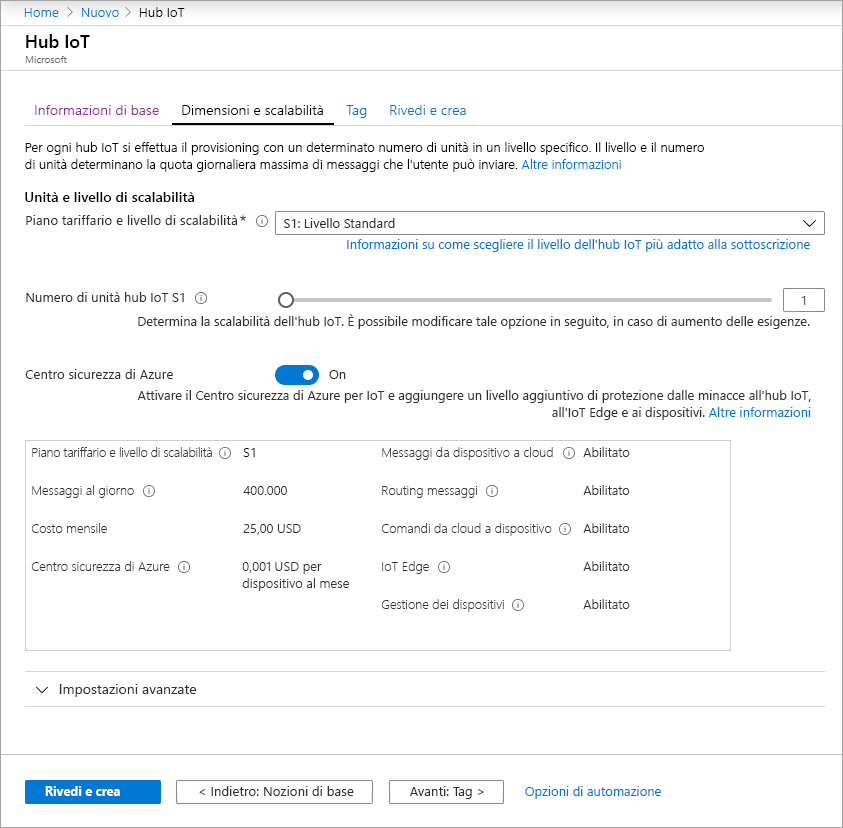 Home > Nuovo > Hub IoT
Hub IoT
Microsoft
Informazioni di base Dimensioni e scalabilità Tag Rivedi e crea
Per ogni hub IoT si effettua il provisioning con un determinato numero di unità in un livello specifico. Il livello e il numero
di unità determinano la quota giornaliera massima di messaggi che l'utente può inviare. Altre informazioni
Unità e livello di scalabilità
Piano tariffario e livello di scalabilità* S1: Livello Standard
Informazioni su come scegliere il livello dell'hub IoT più adatto alla sottoscrizione
Numero di unità hub IoT S1 1
Determina la scalabilità dell'hub IoT. È possibile modificare tale opzione in seguito, in caso di aumento delle esigenze.
Centro sicurezza di Azure On
Attivare il Centro sicurezza di Azure per IoT e aggiungere un livello aggiuntivo di protezione dalle minacce all'hub IoT,
all'IoT Edge e ai dispositivi. Altre informazioni
Piano tariffario e livello di scalabilità S1 Messaggi da dispositivo a cloud Abilitato
Messaggi al giorno 400.000 Routing messaggi Abilitato
Costo mensile 25,00 USD Comandi da cloud a dispositivo Abilitato
Centro sicurezza di Azure 0,001 USD per IoT Edge Abilitato
dispositivo al mese
Gestione dei dispositivi Abilitato
Impostazioni avanzate
Rivedi e crea < Indietro: Nozioni di base Avanti: Tag > Opzioni di automazione